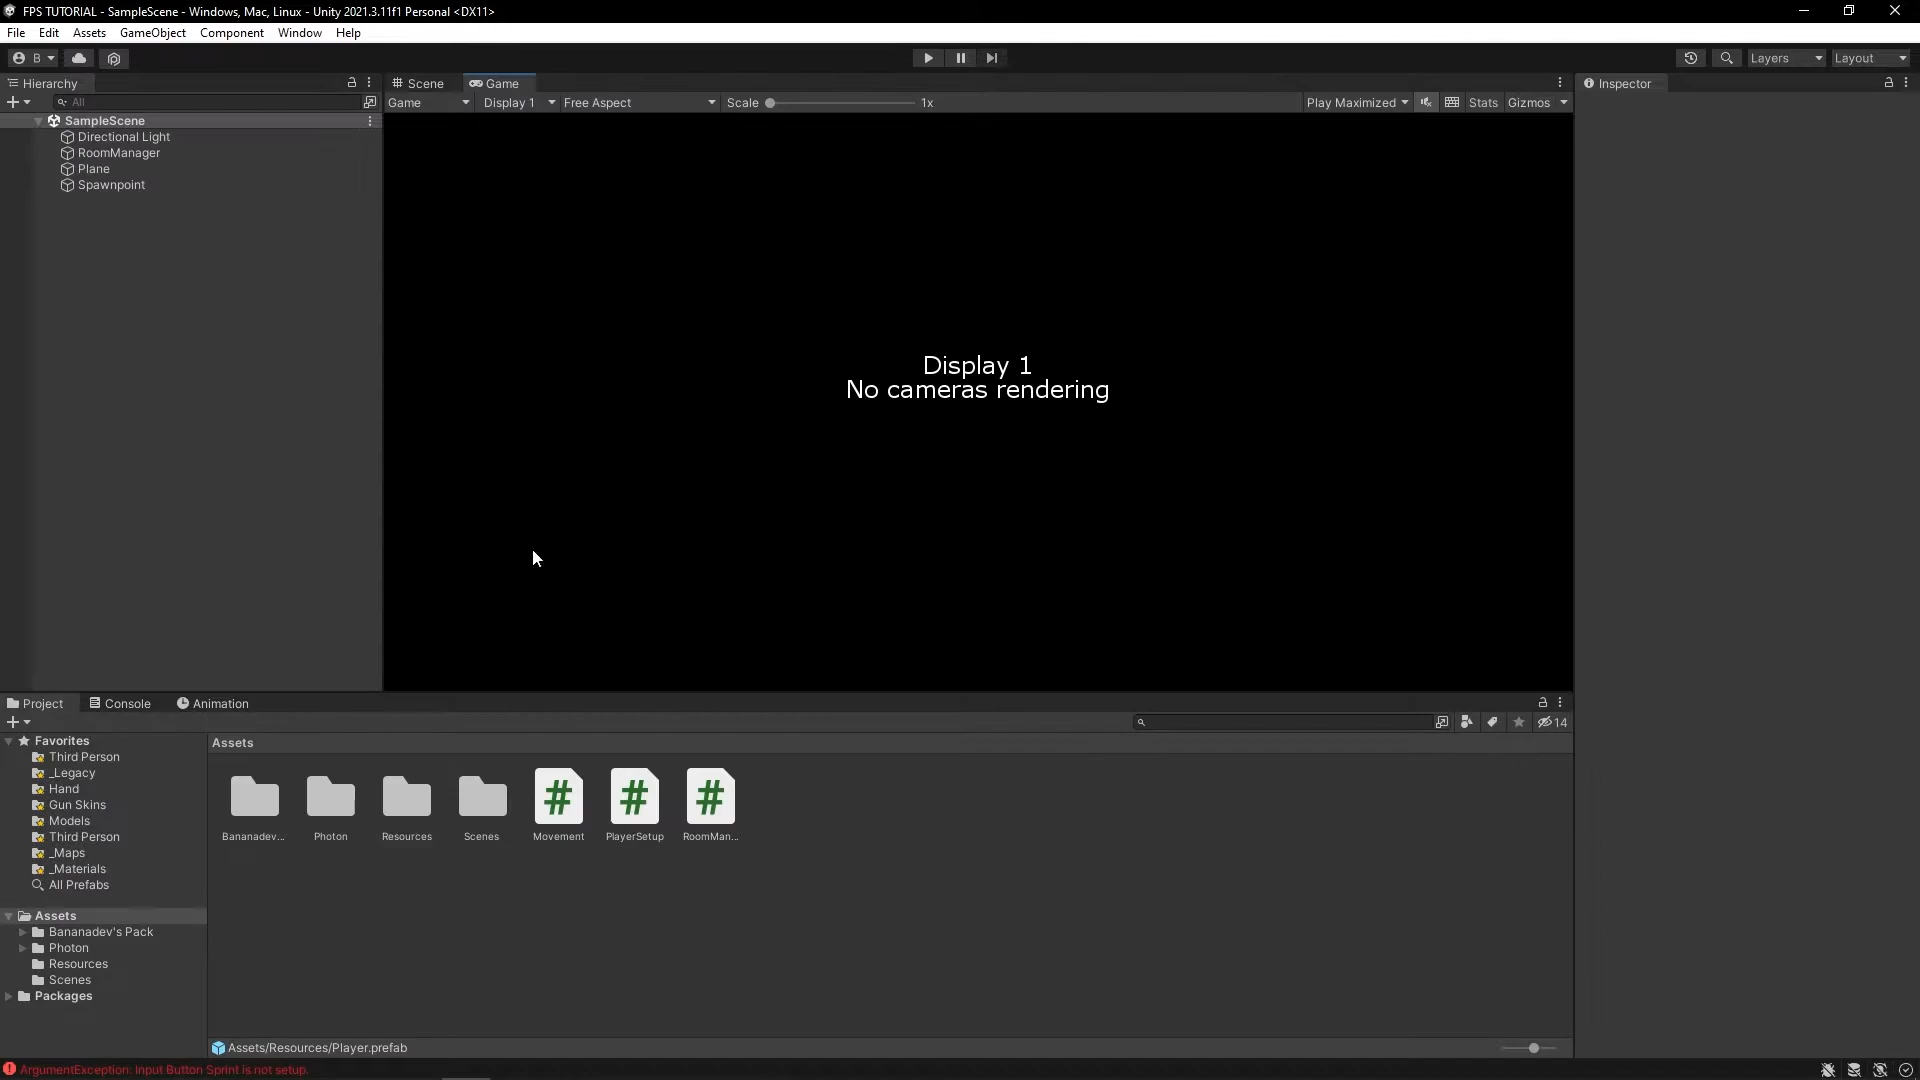 FPS TUTORIAL - SampleScene - Windows, Mac, Linux - Unity 2021.3.11f1 Personal <DX11>
File Edit Assets GameObject Component Window Help
B Layers Layout
Hierarchy
All
SampleScene
Directional Light
RoomManager
Plane
Spawnpoint
Scene Game
Game Display 1 Free Aspect Scale 1x Play Maximized Stats Gizmos
Display 1
No cameras rendering
Inspector
Project Console Animation
14
Favorites
Third Person
_Legacy
Hand
Gun Skins
Models
Third Person
_Maps
_Materials
All Prefabs
Assets
Bananadev's Pack
Photon
Resources
Scenes
Packages
Assets
Bananadev... Photon Resources Scenes Movement PlayerSetup RoomMan...
Assets/Resources/Player.prefab
ArgumentException: Input Button Sprint is not setup.